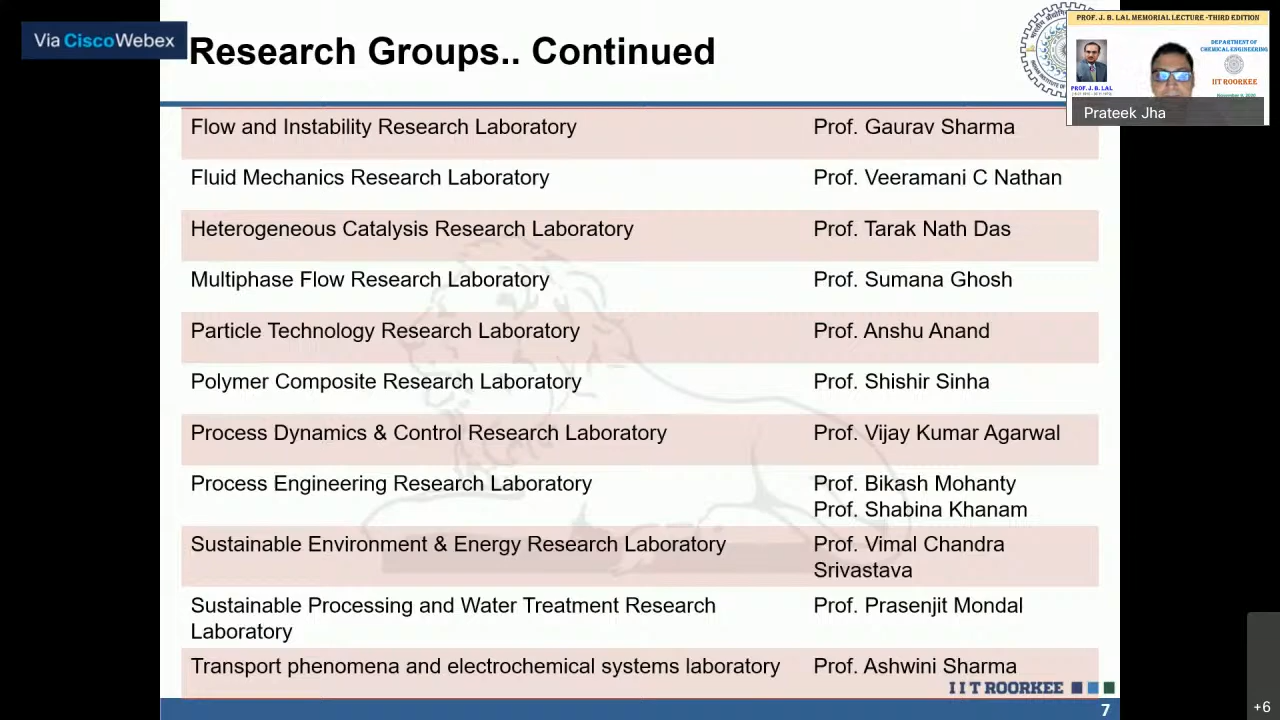 Via CiscoWebex
Research Groups.. Continued
PROF. J. B. LAL MEMORIAL LECTURE -THIRD EDITION
DEPARTMENT OF
CHEMICAL ENGINEERING
IIT ROORKEE
PROF. J. B. LAL
November 9, 2020
Prateek Jha
Flow and Instability Research Laboratory Prof. Gaurav Sharma
Fluid Mechanics Research Laboratory Prof. Veeramani C Nathan
Heterogeneous Catalysis Research Laboratory Prof. Tarak Nath Das
Multiphase Flow Research Laboratory Prof. Sumana Ghosh
Particle Technology Research Laboratory Prof. Anshu Anand
Polymer Composite Research Laboratory Prof. Shishir Sinha
Process Dynamics & Control Research Laboratory Prof. Vijay Kumar Agarwal
Process Engineering Research Laboratory Prof. Bikash Mohanty
Prof. Shabina Khanam
Sustainable Environment & Energy Research Laboratory Prof. Vimal Chandra
Srivastava
Sustainable Processing and Water Treatment Research Prof. Prasenjit Mondal
Laboratory
Transport phenomena and electrochemical systems laboratory Prof. Ashwini Sharma
I I T ROORKEE
7
+6